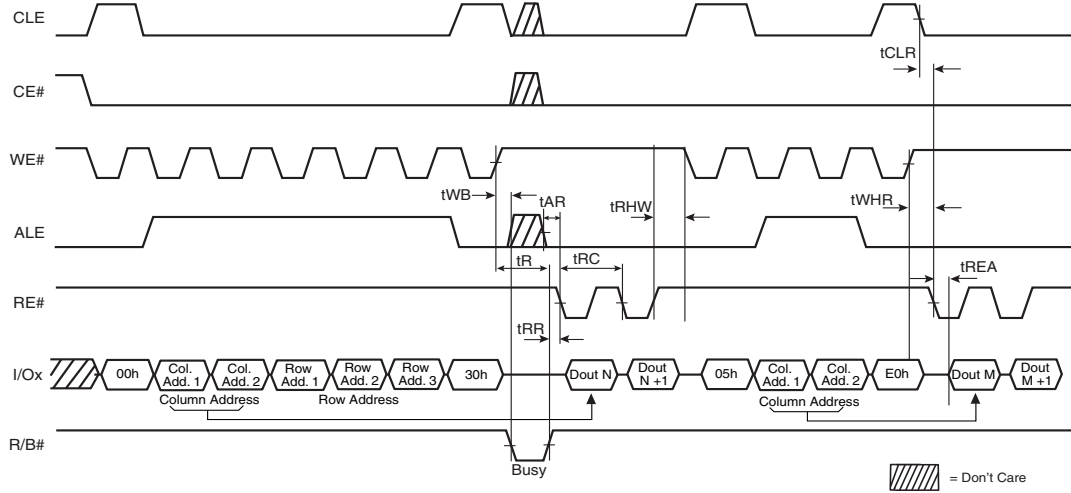 CLE
tCLR
CE#
WE#
tWB
tAR
tRHW
tWHR
ALE
tR
tRC
tREA
RE#
tRR
I/Ox
00h
Col. Add. 1
Col. Add. 2
Row Add. 1
Row Add. 2
Row Add. 3
30h
Dout N
Dout N +1
05h
Col. Add. 1
Col. Add. 2
E0h
Dout M
Dout M +1
Column Address
Row Address
Column Address
R/B#
Busy
= Don't Care